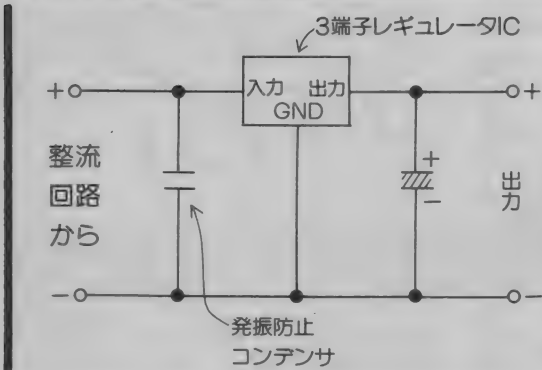 3端子レギュレータIC
+
入力 出力
GND
+
整流
回路
から
+
−
出
力
−
−
発振防止
コンデンサ